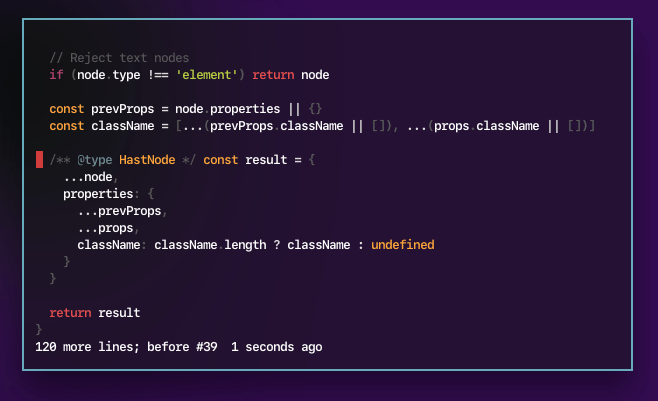 // Reject text nodes
if (node.type !== 'element') return node
const prevProps = node.properties || {}
const className = [...(prevProps.className || []), ...(props.className || [])]
/** @type HastNode */ const result = {
...node,
properties: {
...prevProps,
...props,
className: className.length ? className : undefined
}
}
return result
}
120 more lines; before #39  1 seconds ago